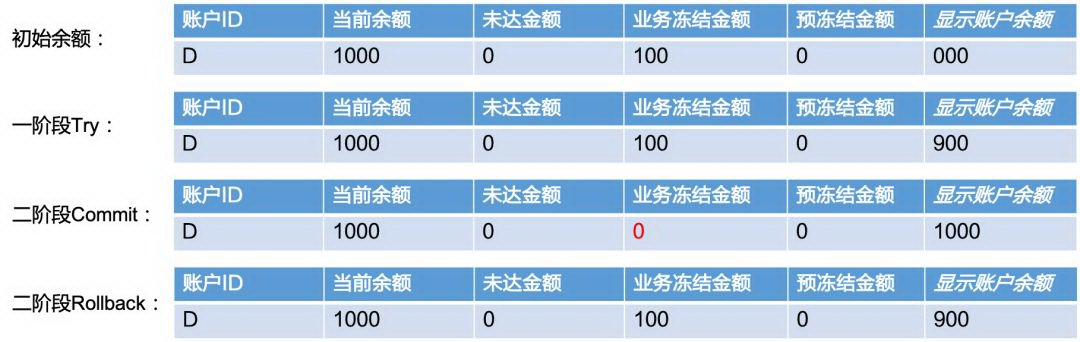 账户ID 当前余额 未达金额 业务冻结金额 预冻结金额 显示账户余额
初始余额：
D 1000 0 100 0 000
账户ID 当前余额 未达金额 业务冻结金额 预冻结金额 显示账户余额
一阶段Try：
D 1000 0 100 0 900
账户ID 当前余额 未达金额 业务冻结金额 预冻结金额 显示账户余额
二阶段Commit：
D 1000 0 0 0 1000
账户ID 当前余额 未达金额 业务冻结金额 预冻结金额 显示账户余额
二阶段Rollback：
D 1000 0 100 0 900